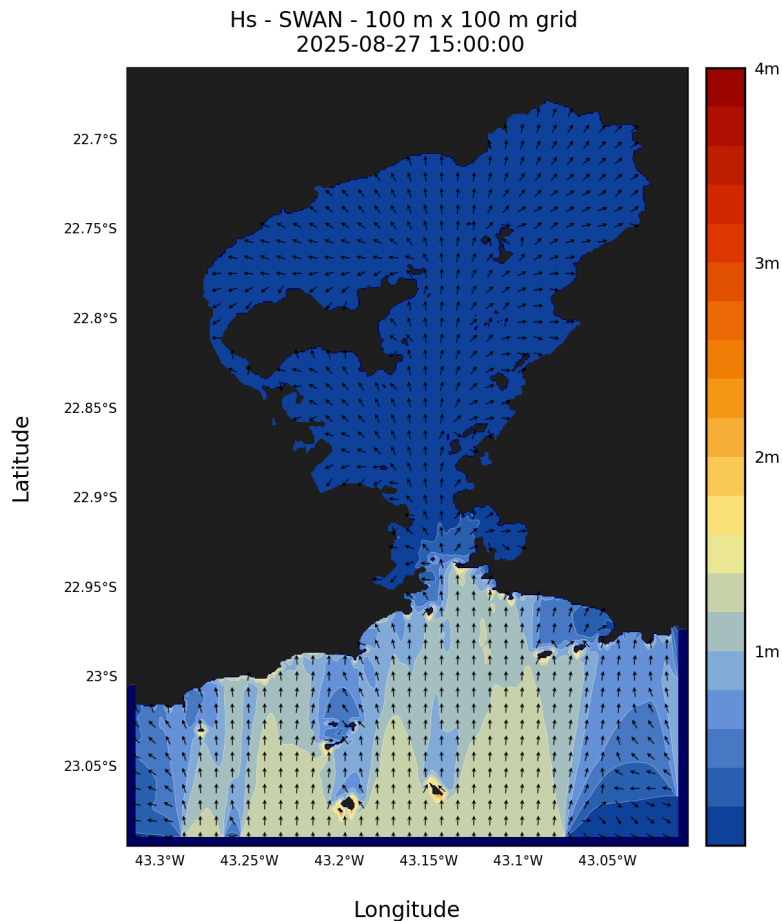 Hs - SWAN - 100 m x 100 m grid
2025-08-27 15:00:00
4m
3m
2m
1m
22.7°S
22.75°S
22.8°S
22.85°S
22.9°S
22.95°S
23°S
23.05°S
Latitude
43.3°W
43.25°W
43.2°W
43.15°W
43.1°W
43.05°W
Longitude